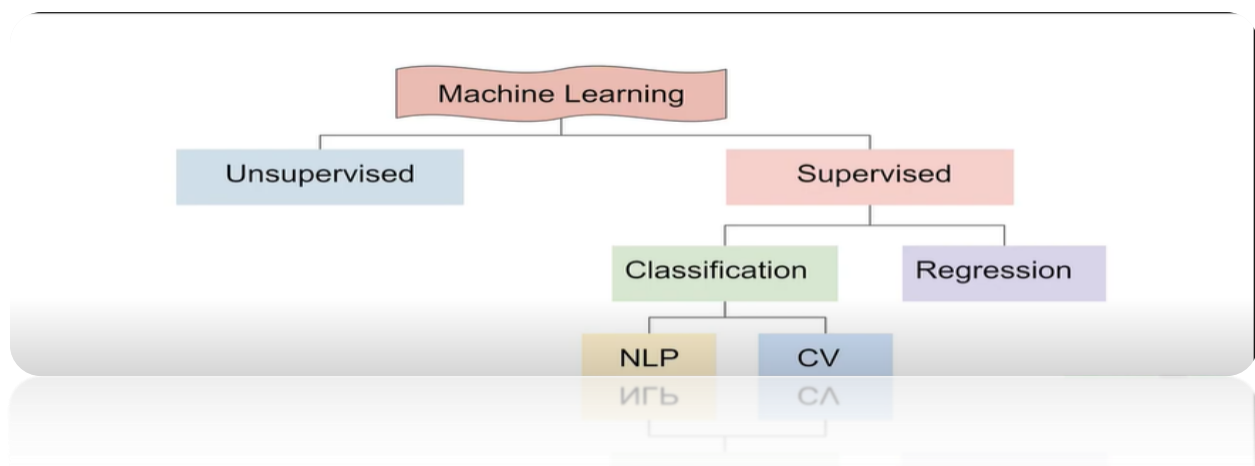 Machine Learning
Unsupervised
Supervised
Classification
Regression
NLP
CV